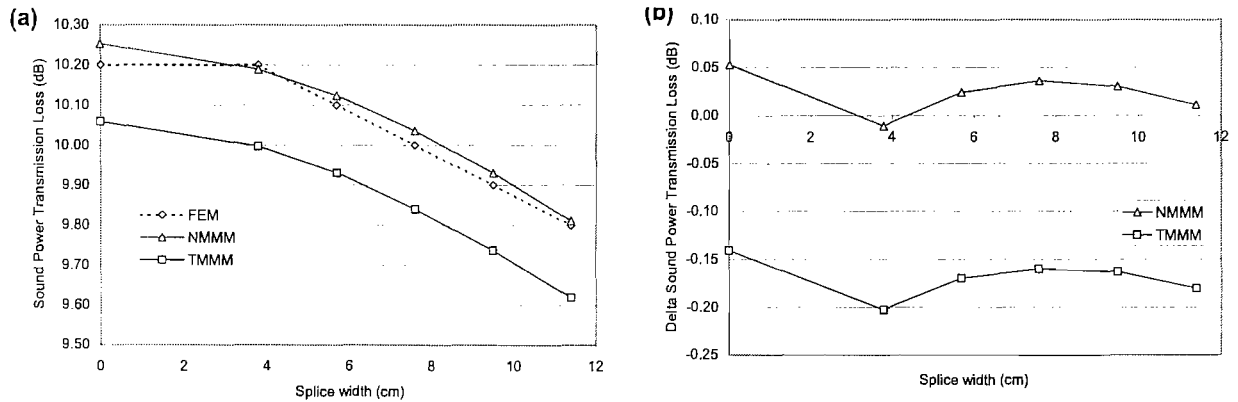 (a)
10.30
10.20
10.10
10.00
9.90
9.80
9.70
9.60
9.50
Sound Power Transmission Loss (dB)
FEM
NMMM
TMMM
0 2 4 6 8 10 12
Splice width (cm)
(b)
0.10
0.05
0.00
-0.05
-0.10
-0.15
-0.20
-0.25
Delta Sound Power Transmission Loss (dB)
0 2 4 6 8 10 12
NMMM
TMMM
Splice width (cm)